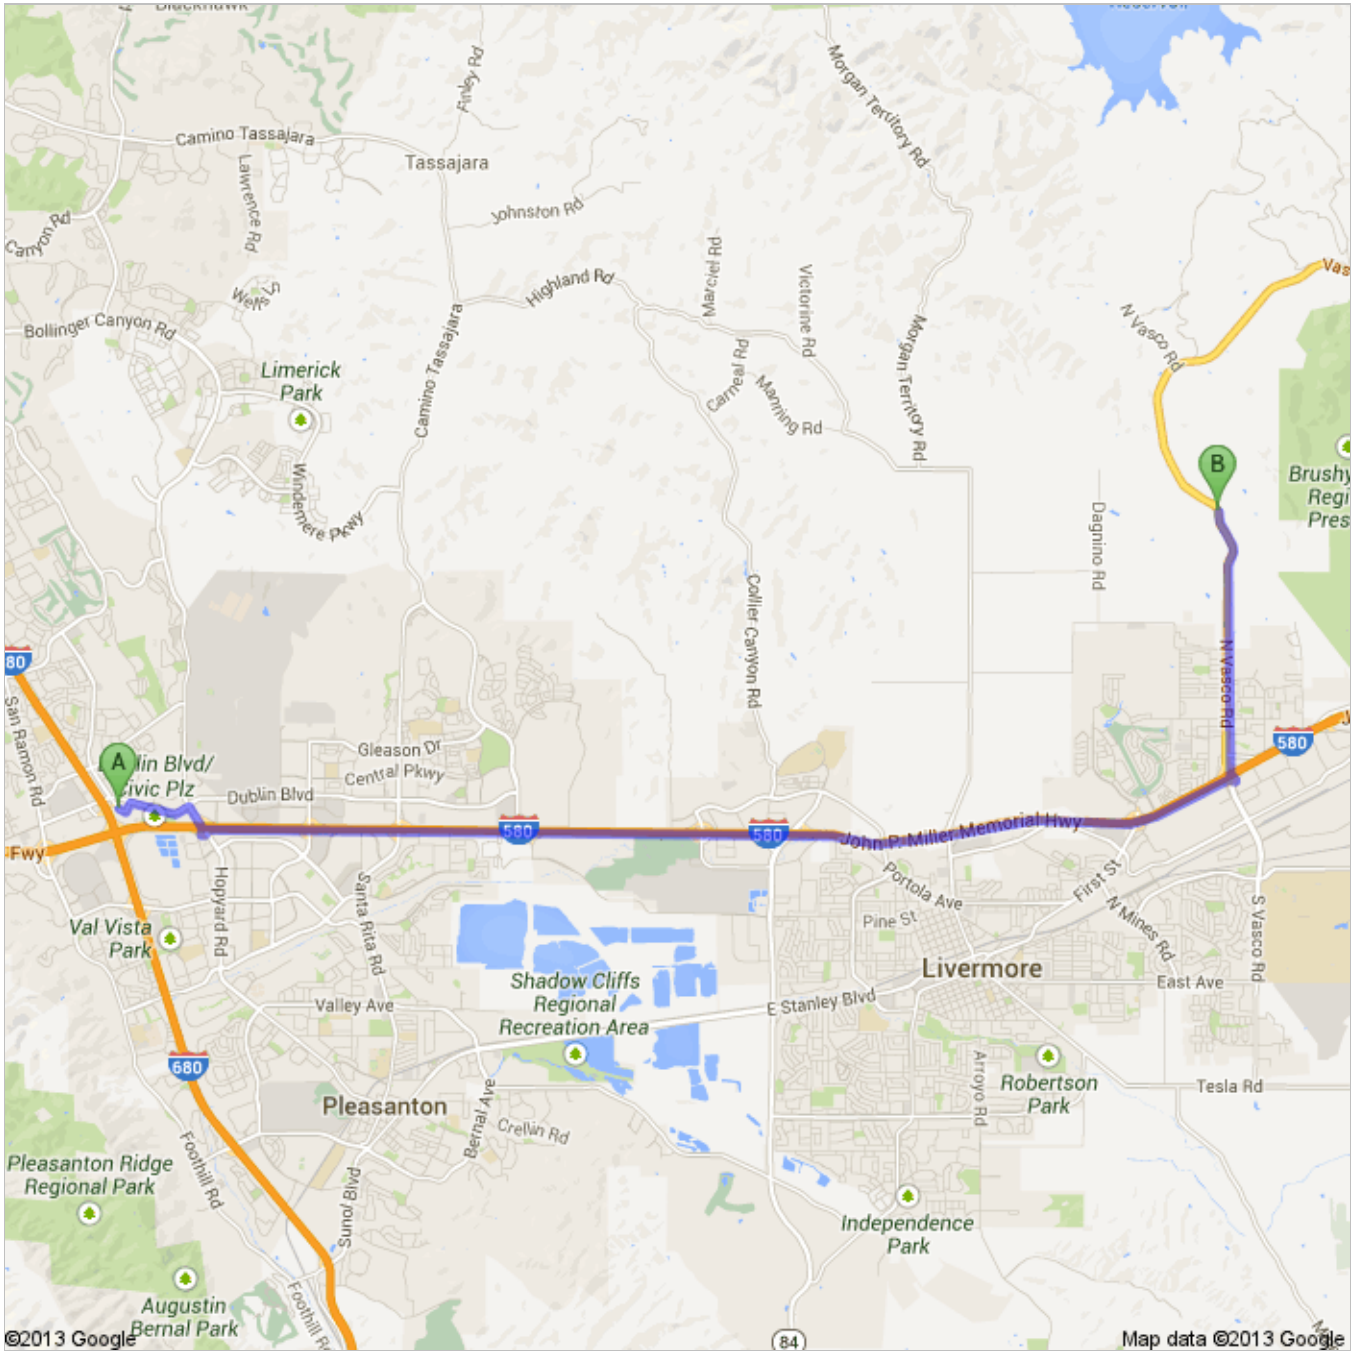 Blackhawk
Reservoir
Finley Rd
Morgan Territory Rd
Camino Tassajara
Tassajara
Lawrence Rd
Johnston Rd
Canyon Rd
Wells
Highland Rd
Marciel Rd
Victorine Rd
N Vasco Rd
Vas
Bollinger Canyon Rd
Camino Tassajara
Morgan Territory Rd
Limerick
Park
Carneal Rd
Manning Rd
B
Brushy
Regi
Pres
Windemere Pkwy
Dagnino Rd
Collier Canyon Rd
80
San Ramon Rd
N Vasco Rd
580
A
lin Blvd/
Civic Plz
Gleason Dr
Central Pkwy
Dublin Blvd
580
580
John P. Miller Memorial Hwy
Fwy
Hopyard Rd
Santa Rita Rd
Portola Ave
First St
Pine St
N Mines Rd
S Vasco Rd
Val Vista
Park
Livermore
East Ave
Shadow Cliffs
Regional
Recreation Area
Valley Ave
E Stanley Blvd
680
Pleasanton
Bernal Ave
Crellin Rd
Arroyo Rd
Robertson
Park
Tesla Rd
Foothill Rd
Pleasanton Ridge
Regional Park
Sunol Blvd
Independence
Park
Augustin
Bernal Park
Foothill Rd
84
©2013 Google
Map data ©2013 Google